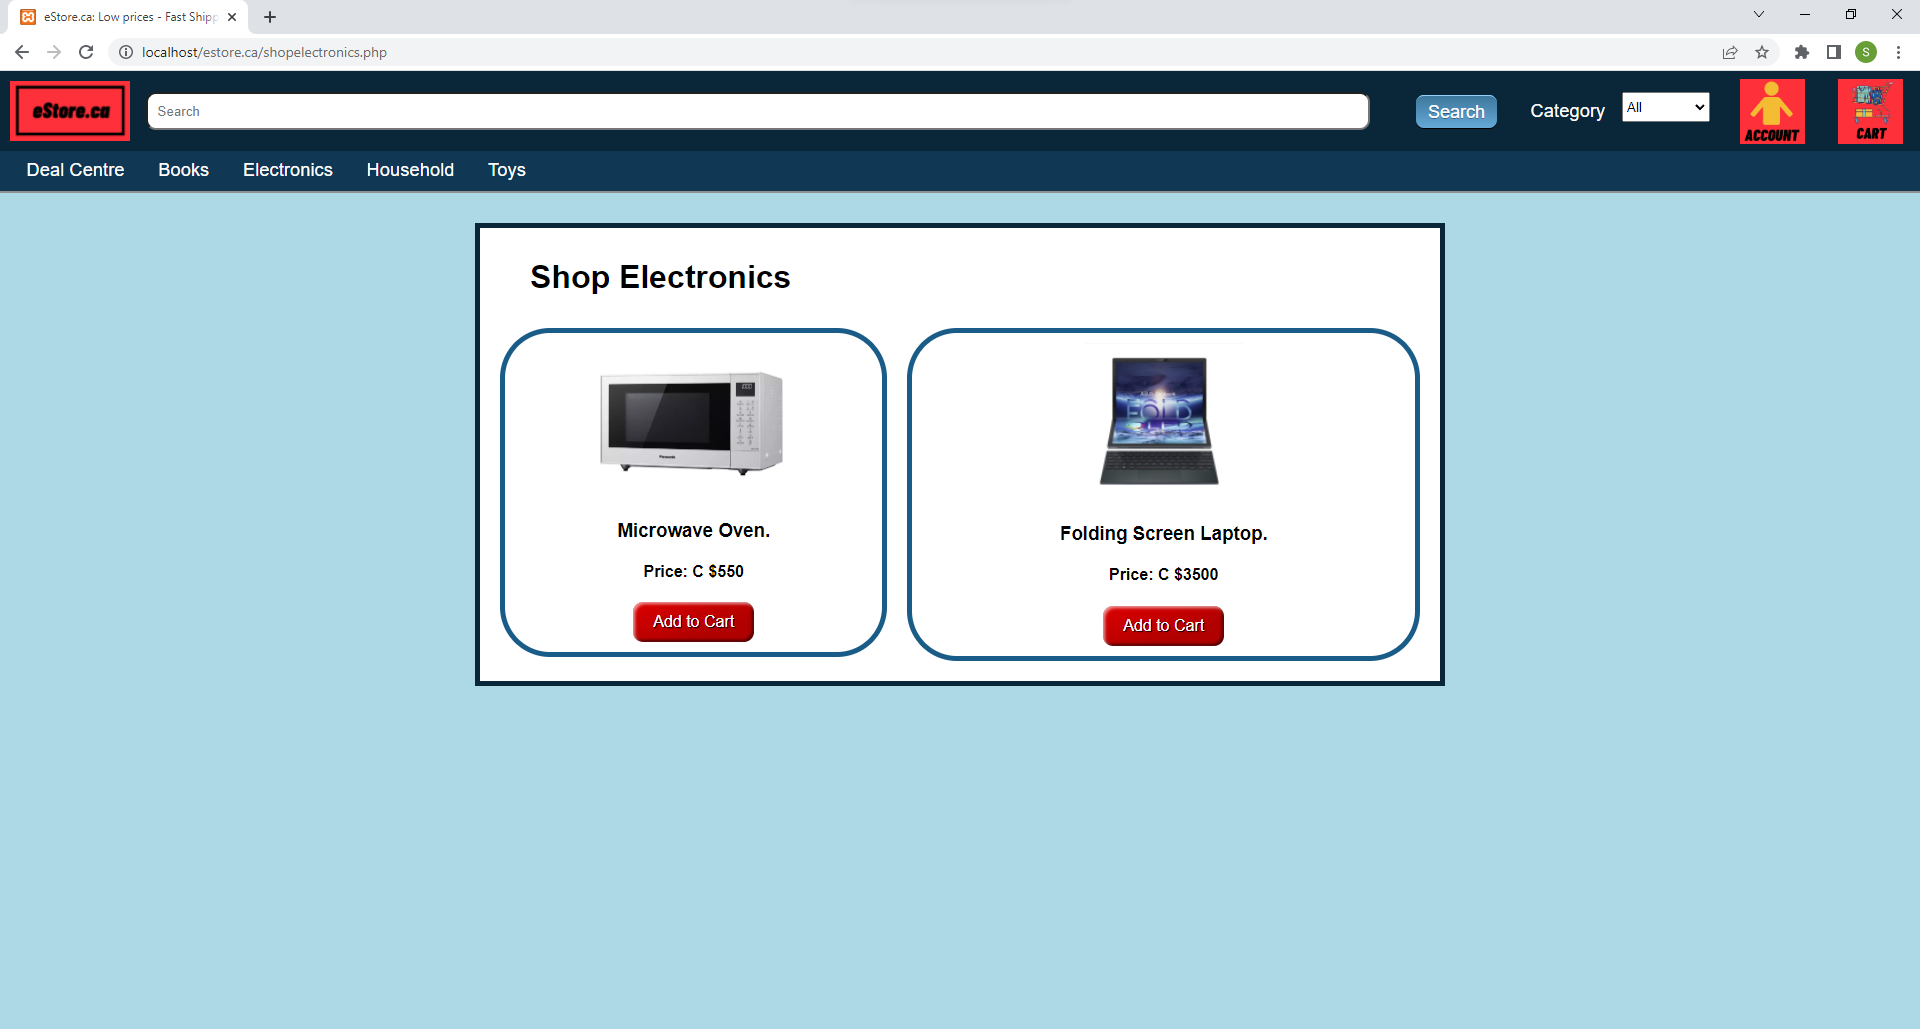 eStore.ca: Low prices - Fast Shipp
localhost/estore.ca/shopelectronics.php
S
eStore.ca
Search
Search
Category
All
ACCOUNT
CART
Deal Centre
Books
Electronics
Household
Toys
Shop Electronics
Panasonic
FOLD
Microwave Oven.
Folding Screen Laptop.
Price: C $550
Price: C $3500
Add to Cart
Add to Cart